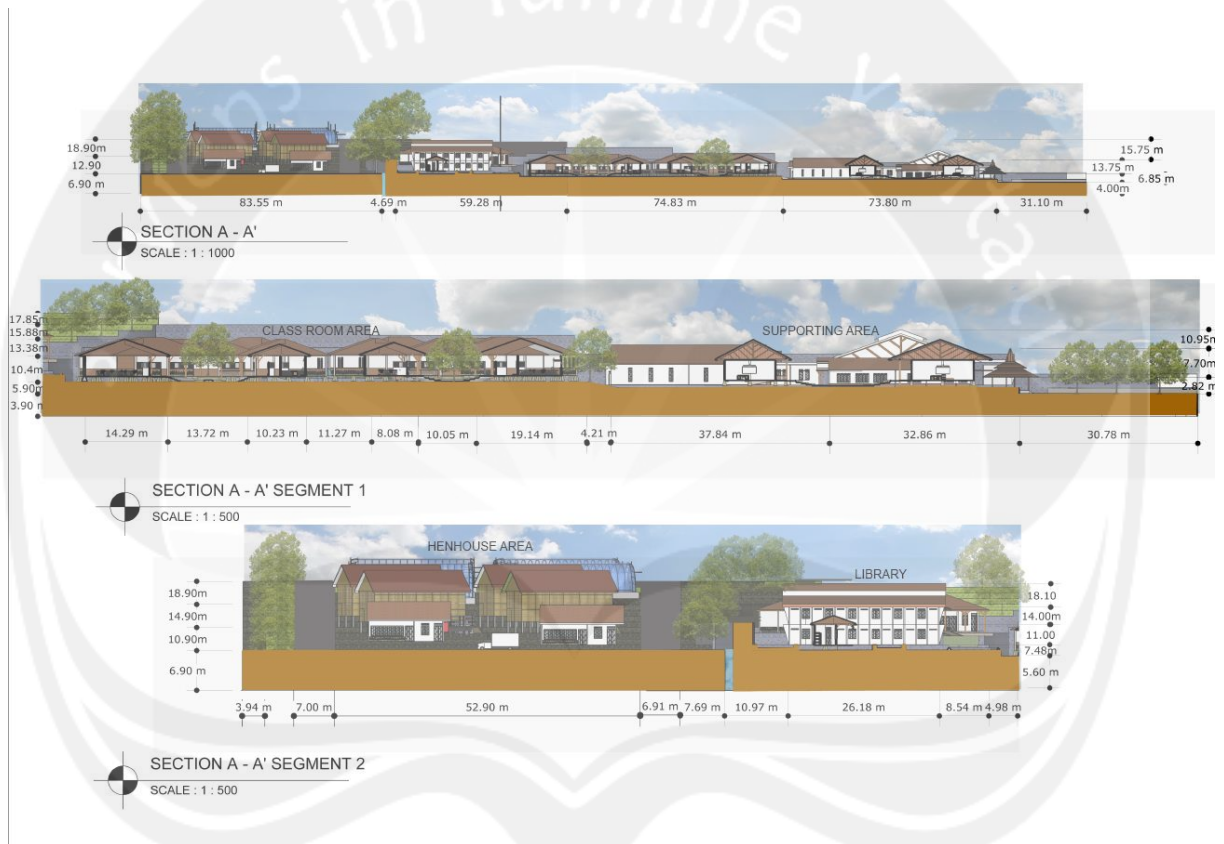 18.90m
12.90
6.90 m
15.75 m
13.75 m
6.85 m
4.00m
83.55 m 4.69 m 59.28 m 74.83 m 73.80 m 31.10 m
SECTION A - A'
SCALE : 1 : 1000
CLASS ROOM AREA SUPPORTING AREA
17.85m
15.88m
13.38m
10.4m
5.90
3.90 m
10.95m
7.70m
2.82 m
14.29 m 13.72 m 10.23 m 11.27 m 8.08 m 10.05 m 19.14 m 4.21 m 37.84 m 32.86 m 30.78 m
SECTION A - A' SEGMENT 1
SCALE : 1 : 500
HENHOUSE AREA
LIBRARY
18.90m
14.90m
10.90m
6.90 m
18.10
14.00m
11.00
7.48m
5.60 m
3.94 m 7.00 m 52.90 m 6.91 m 7.69 m 10.97 m 26.18 m 8.54 m 4.98 m
SECTION A - A' SEGMENT 2
SCALE : 1 : 500
in lumine